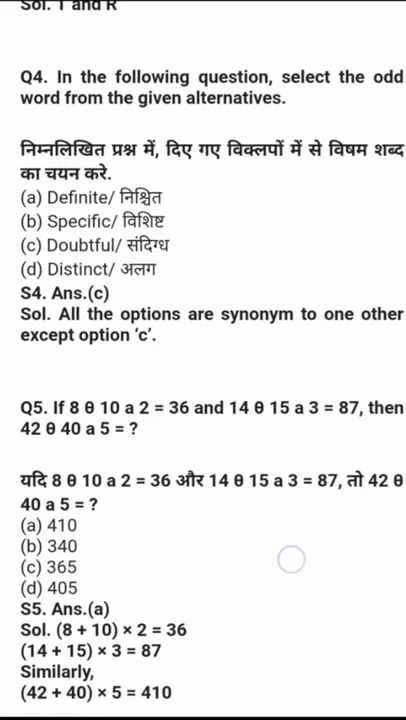 Sol. T and R
Q4. In the following question, select the odd
word from the given alternatives.
निम्नलिखित प्रश्न में, दिए गए विक्लपों में से विषम शब्द
का चयन करे.
(a) Definite/ निश्चित
(b) Specific/ विशिष्ट
(c) Doubtful/ संदिग्ध
(d) Distinct/ अलग
S4. Ans.(c)
Sol. All the options are synonym to one other
except option ‘c’.
Q5. If 8 θ 10 a 2 = 36 and 14 θ 15 a 3 = 87, then
42 θ 40 a 5 = ?
यदि 8 θ 10 a 2 = 36 और 14 θ 15 a 3 = 87, तो 42 θ
40 a 5 = ?
(a) 410
(b) 340
(c) 365
(d) 405
S5. Ans.(a)
Sol. (8 + 10) × 2 = 36
(14 + 15) × 3 = 87
Similarly,
(42 + 40) × 5 = 410